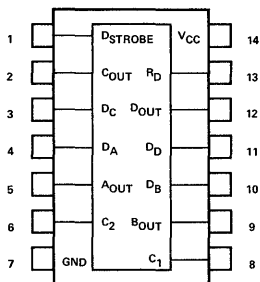 1 DSTROBE VCC 14
2 COUT RD 13
3 DC DOUT 12
4 DA DD 11
5 AOUT DB 10
6 C2 BOUT 9
7 GND C1 8